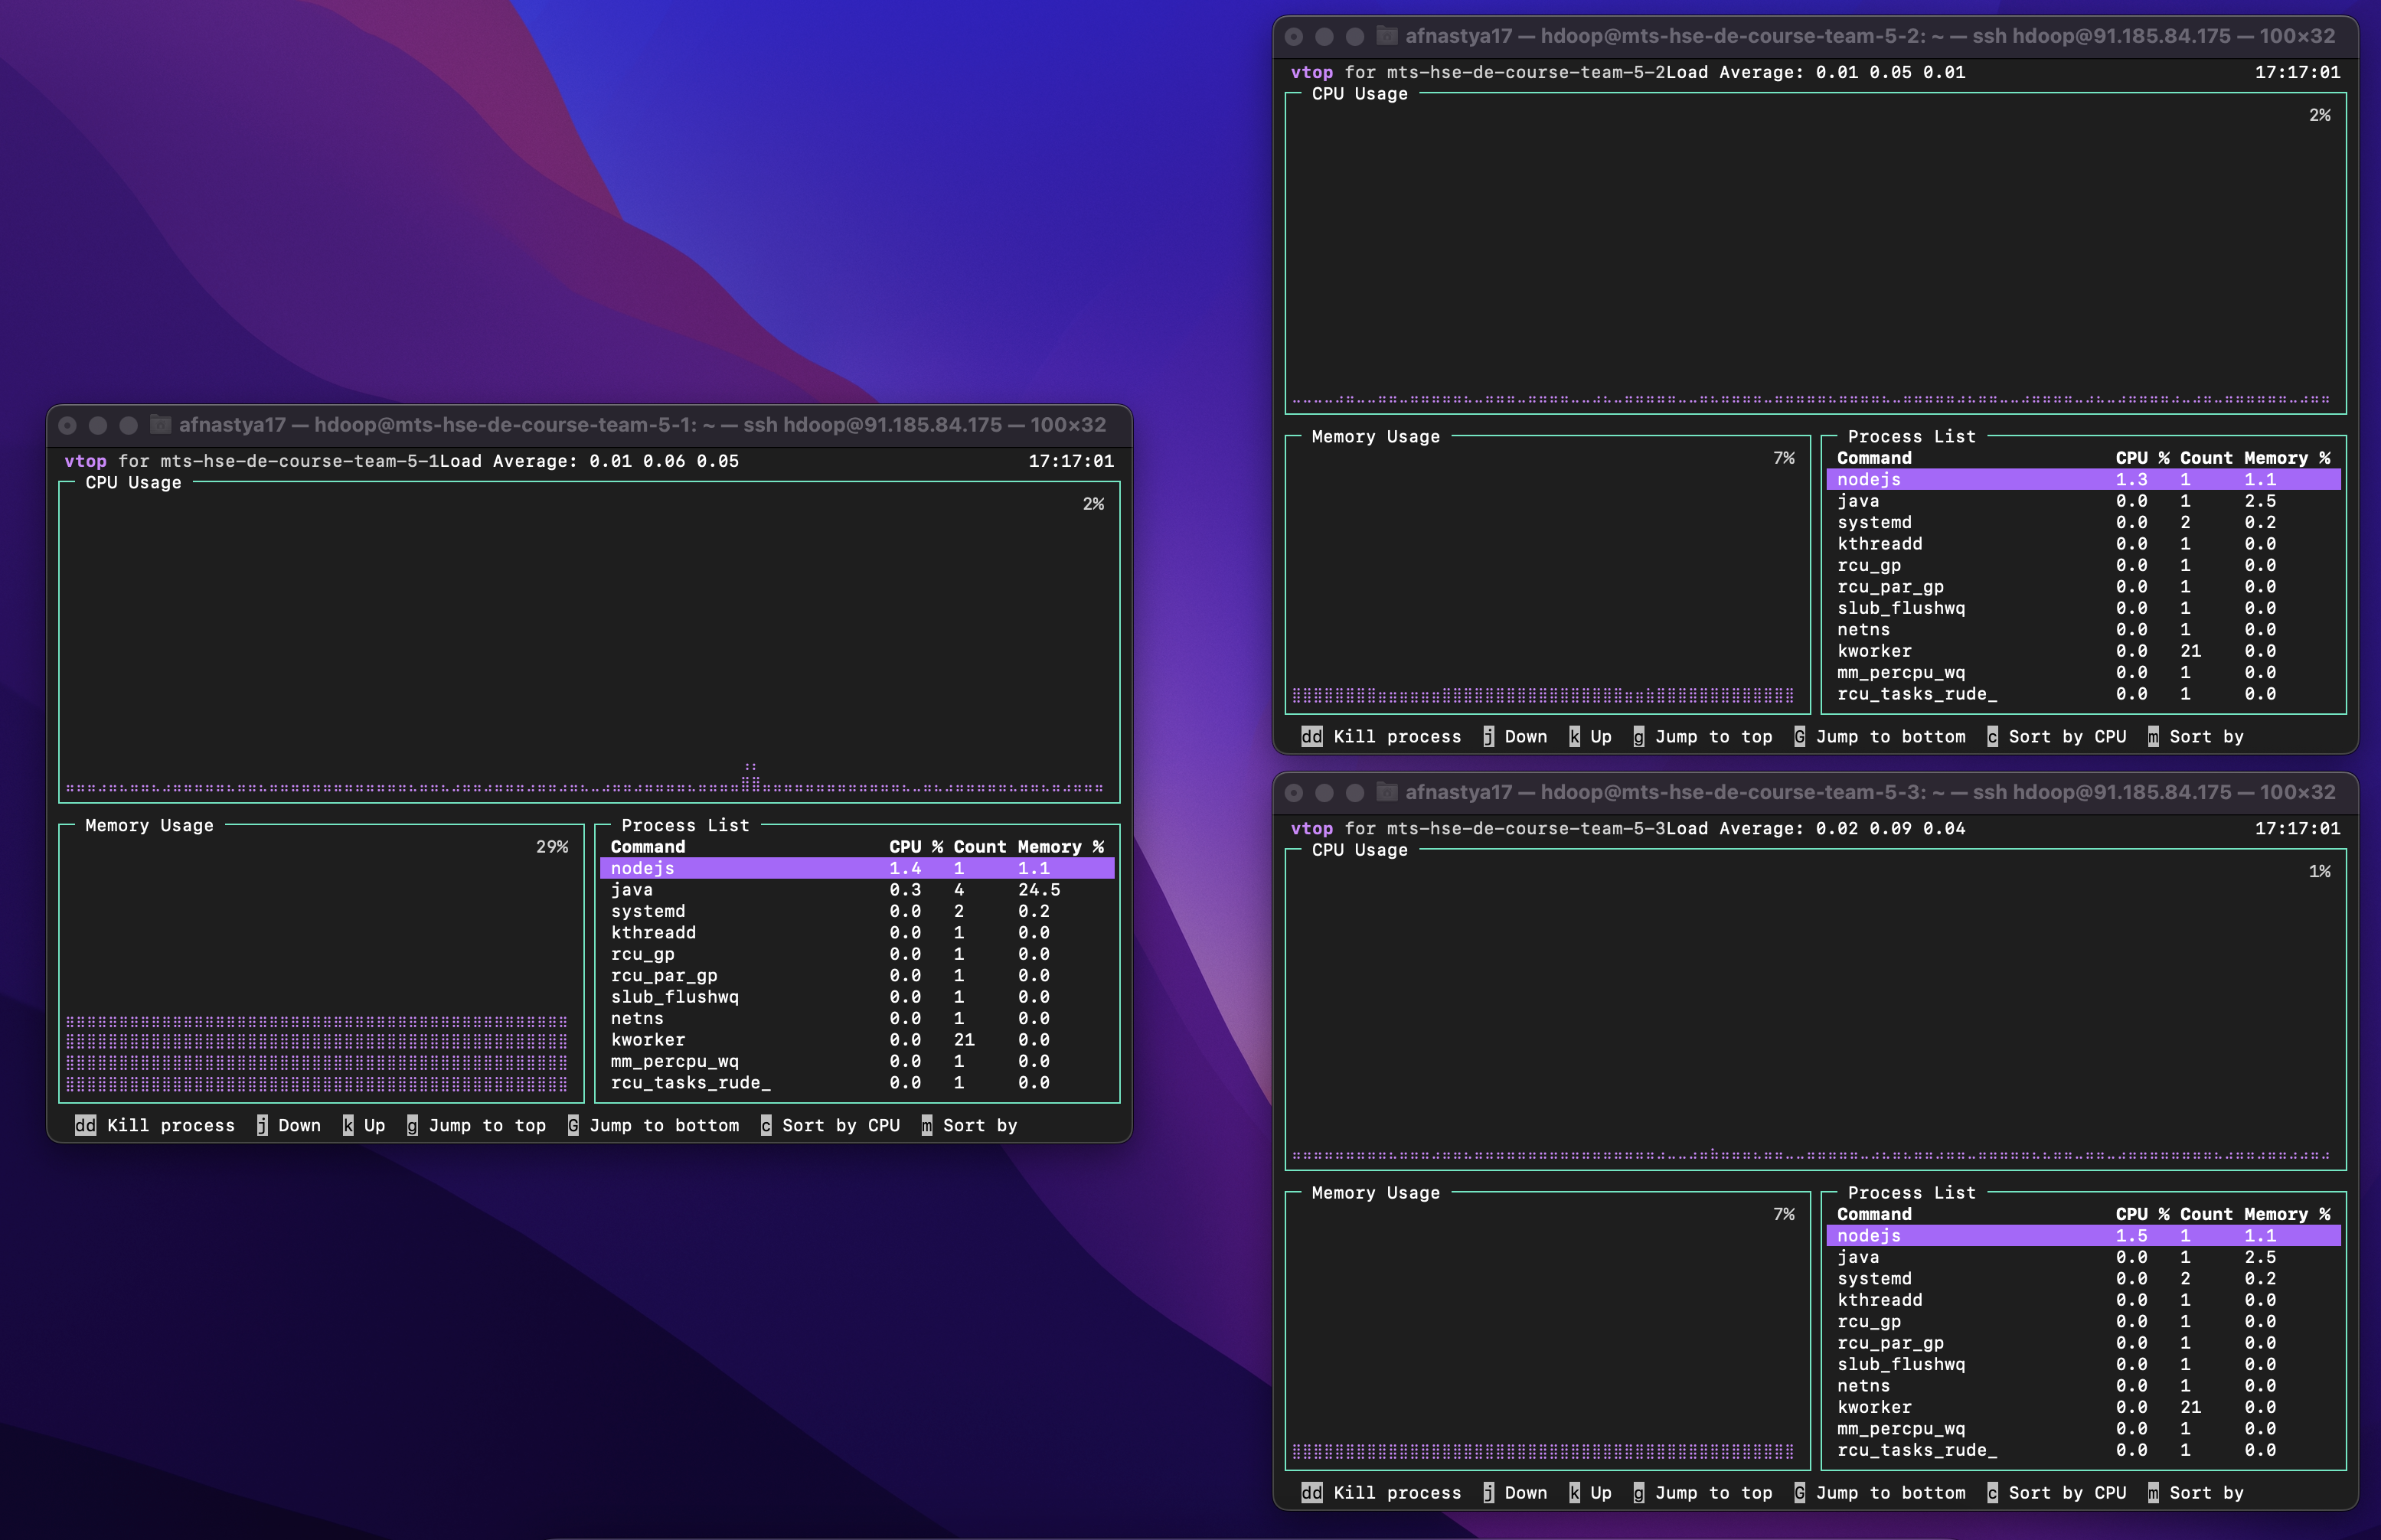 afnastya17 — hdoop@mts-hse-de-course-team-5-1: ~ — ssh hdoop@91.185.84.175 — 100×32
vtop for mts-hse-de-course-team-5-1Load Average: 0.01 0.06 0.05 17:17:01
CPU Usage
2%
Memory Usage
29%
Process List
Command CPU % Count Memory %
nodejs 1.4 1 1.1
java 0.3 4 24.5
systemd 0.0 2 0.2
kthreadd 0.0 1 0.0
rcu_gp 0.0 1 0.0
rcu_par_gp 0.0 1 0.0
slub_flushwq 0.0 1 0.0
netns 0.0 1 0.0
kworker 0.0 21 0.0
mm_percpu_wq 0.0 1 0.0
rcu_tasks_rude_ 0.0 1 0.0
dd Kill process j Down k Up g Jump to top G Jump to bottom c Sort by CPU m Sort by
afnastya17 — hdoop@mts-hse-de-course-team-5-2: ~ — ssh hdoop@91.185.84.175 — 100×32
vtop for mts-hse-de-course-team-5-2Load Average: 0.01 0.05 0.01 17:17:01
CPU Usage
2%
Memory Usage
7%
Process List
Command CPU % Count Memory %
nodejs 1.3 1 1.1
java 0.0 1 2.5
systemd 0.0 2 0.2
kthreadd 0.0 1 0.0
rcu_gp 0.0 1 0.0
rcu_par_gp 0.0 1 0.0
slub_flushwq 0.0 1 0.0
netns 0.0 1 0.0
kworker 0.0 21 0.0
mm_percpu_wq 0.0 1 0.0
rcu_tasks_rude_ 0.0 1 0.0
dd Kill process j Down k Up g Jump to top G Jump to bottom c Sort by CPU m Sort by
afnastya17 — hdoop@mts-hse-de-course-team-5-3: ~ — ssh hdoop@91.185.84.175 — 100×32
vtop for mts-hse-de-course-team-5-3Load Average: 0.02 0.09 0.04 17:17:01
CPU Usage
1%
Memory Usage
7%
Process List
Command CPU % Count Memory %
nodejs 1.5 1 1.1
java 0.0 1 2.5
systemd 0.0 2 0.2
kthreadd 0.0 1 0.0
rcu_gp 0.0 1 0.0
rcu_par_gp 0.0 1 0.0
slub_flushwq 0.0 1 0.0
netns 0.0 1 0.0
kworker 0.0 21 0.0
mm_percpu_wq 0.0 1 0.0
rcu_tasks_rude_ 0.0 1 0.0
dd Kill process j Down k Up g Jump to top G Jump to bottom c Sort by CPU m Sort by